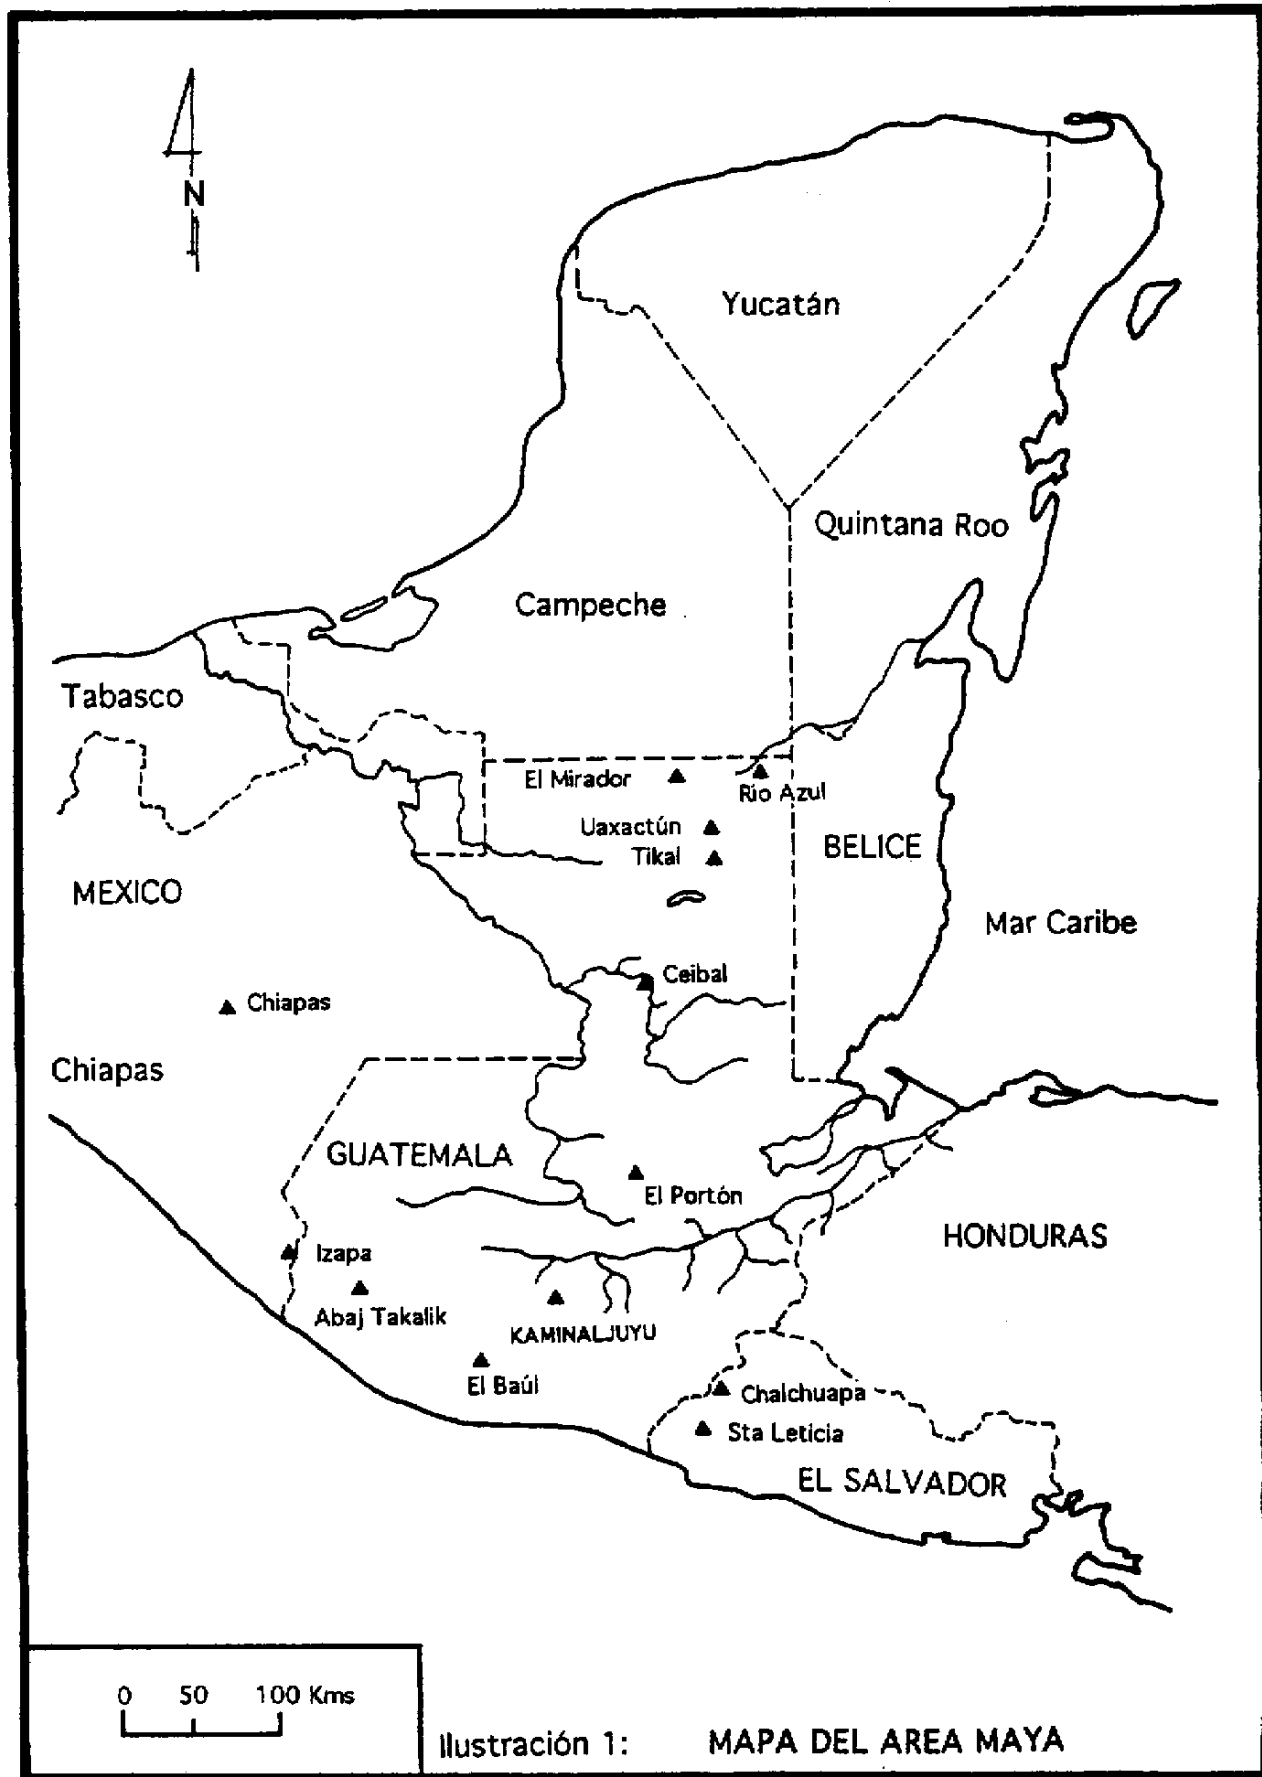 N
Yucatán
Quintana Roo
Campeche
Tabasco
El Mirador
Rio Azul
Uaxactún
Tikal
BELICE
MEXICO
Mar Caribe
Ceibal
Chiapas
Chiapas
GUATEMALA
El Portón
HONDURAS
Izapa
Abaj Takalik
KAMINALJUYU
El Baúl
Chalchuapa
Sta Leticia
EL SALVADOR
0 50 100 Kms
Ilustración 1: MAPA DEL AREA MAYA